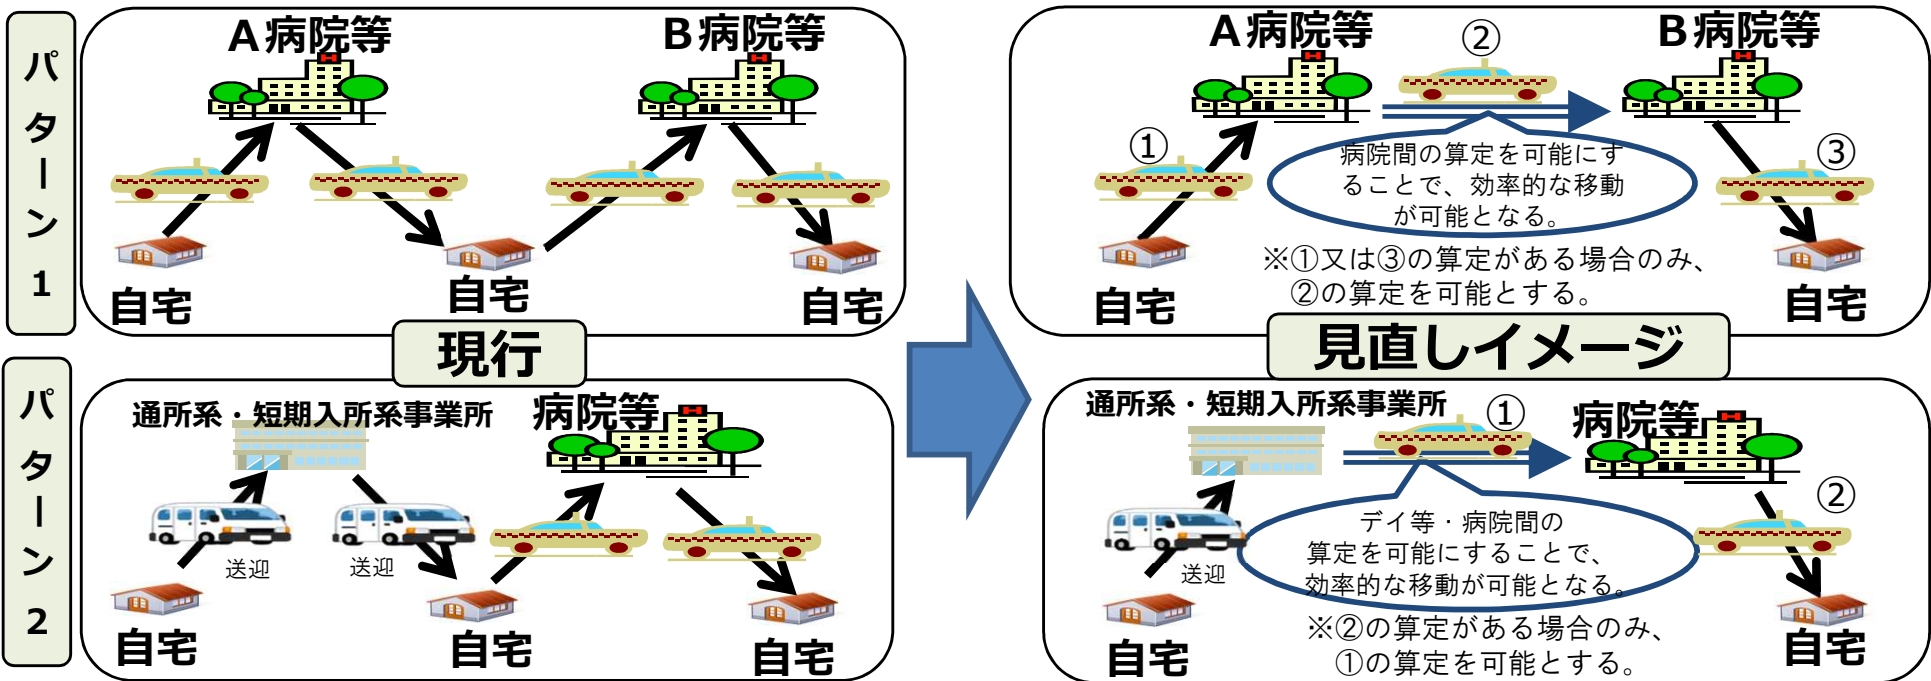 パターン1
A病院等
B病院等
自宅
自宅
自宅
現行
パターン2
通所系・短期入所系事業所
病院等
送迎
送迎
自宅
自宅
自宅
A病院等
②
B病院等
①
③
病院間の算定を可能にす
ることで、効率的な移動
が可能となる。
※①又は③の算定がある場合のみ、
②の算定を可能とする。
自宅
自宅
見直しイメージ
通所系・短期入所系事業所
①
病院等
②
デイ等・病院間の
算定を可能にすることで、
効率的な移動が可能となる。
送迎
※②の算定がある場合のみ、
①の算定を可能とする。
自宅
自宅